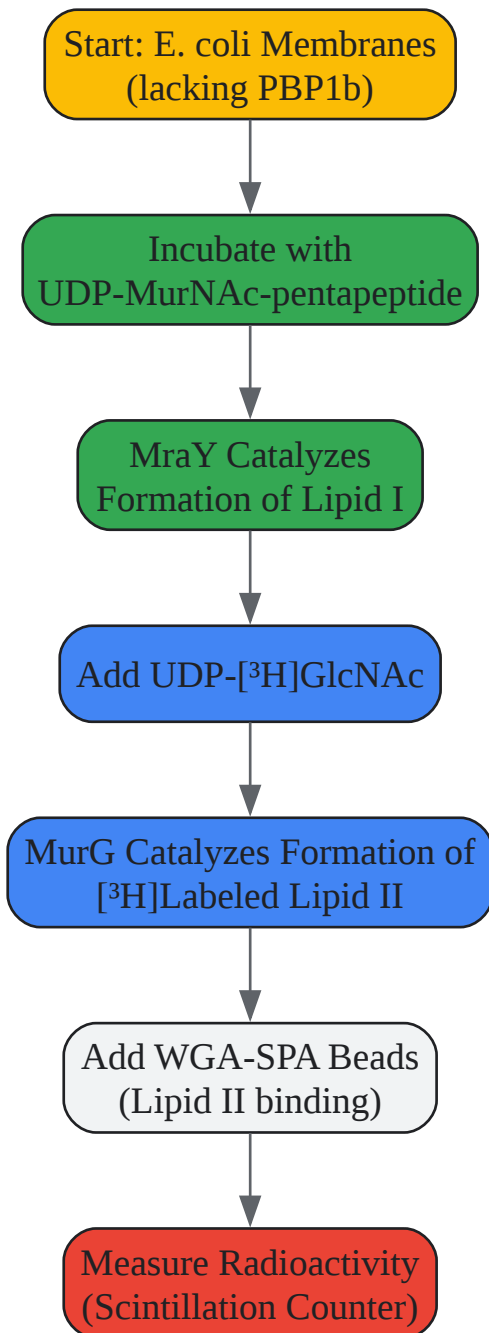 Start: E. coli Membranes
(lacking PBP1b)
Incubate with
UDP-MurNAc-pentapeptide
MraY Catalyzes
Formation of Lipid I
Add UDP-[³H]GlcNAc
MurG Catalyzes Formation of
[³H]Labeled Lipid II
Add WGA-SPA Beads
(Lipid II binding)
Measure Radioactivity
(Scintillation Counter)